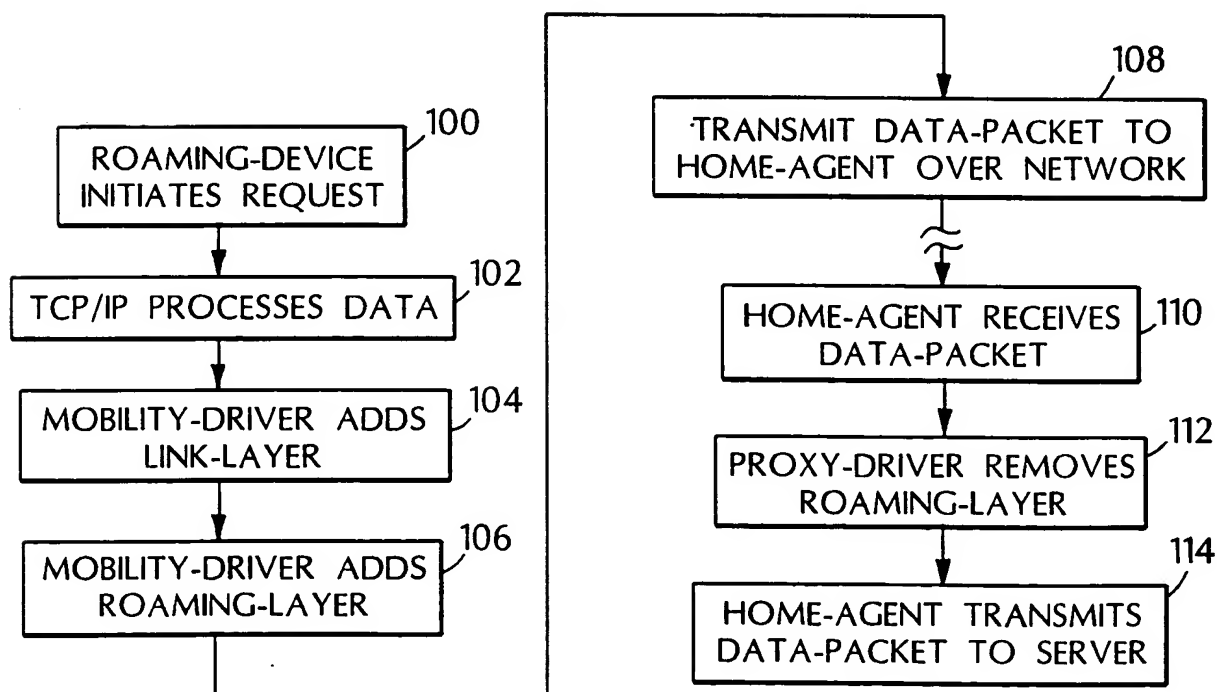 100
ROAMING-DEVICE
INITIATES REQUEST
102
TCP/IP PROCESSES DATA
104
MOBILITY-DRIVER ADDS
LINK-LAYER
106
MOBILITY-DRIVER ADDS
ROAMING-LAYER
108
TRANSMIT DATA-PACKET TO
HOME-AGENT OVER NETWORK
110
HOME-AGENT RECEIVES
DATA-PACKET
112
PROXY-DRIVER REMOVES
ROAMING-LAYER
114
HOME-AGENT TRANSMITS
DATA-PACKET TO SERVER